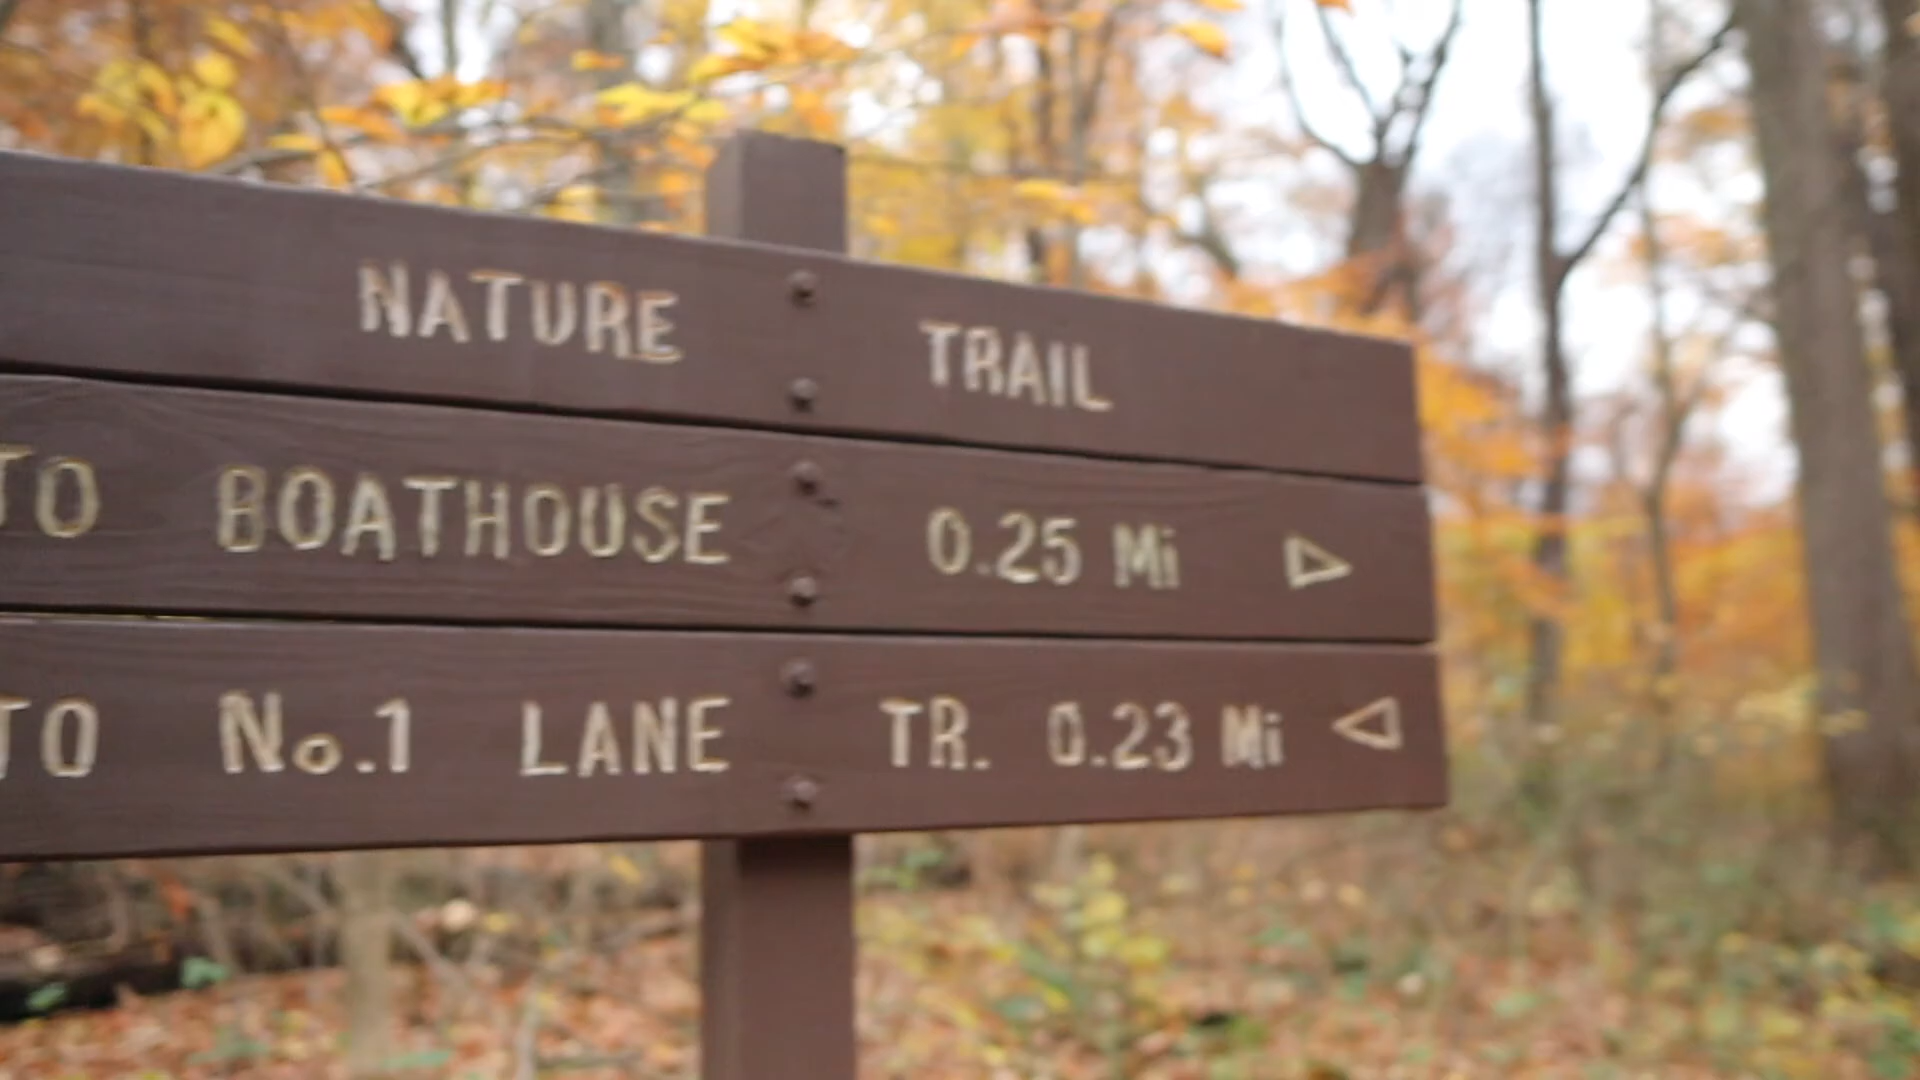 NATURE TRAIL
TO BOATHOUSE 0.25 Mi
TO No.1 LANE TR. 0.23 Mi